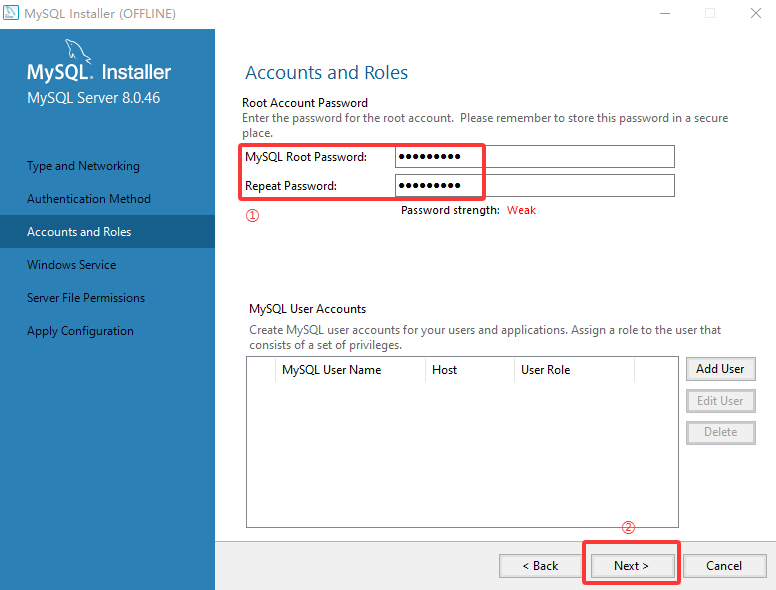 MySQL Installer (OFFLINE)
MySQL® Installer
MySQL Server 8.0.46
Type and Networking
Authentication Method
Accounts and Roles
Windows Service
Server File Permissions
Apply Configuration
Accounts and Roles
Root Account Password
Enter the password for the root account. Please remember to store this password in a secure
place.
MySQL Root Password: ●●●●●●●●●
Repeat Password: ●●●●●●●●●
①
Password strength: Weak
MySQL User Accounts
Create MySQL user accounts for your users and applications. Assign a role to the user that
consists of a set of privileges.
MySQL User Name Host User Role
Add User
Edit User
Delete
②
< Back Next > Cancel